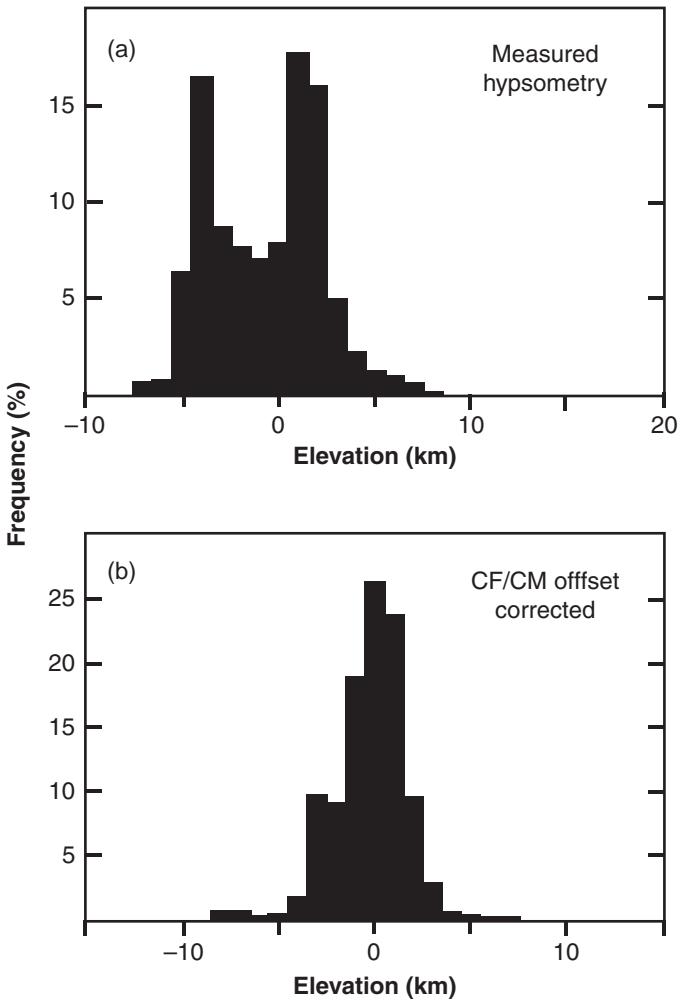 (a)
Measured
hypsometry
15
10
5
–10
0
10
20
Elevation (km)
Frequency (%)
(b)
CF/CM offfset
corrected
25
20
15
10
5
–10
0
10
Elevation (km)